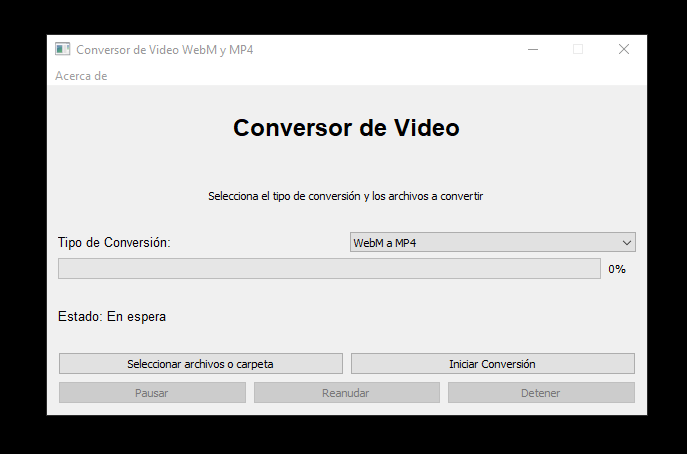 Conversor de Video WebM y MP4
Acerca de
Conversor de Video
Selecciona el tipo de conversión y los archivos a convertir
Tipo de Conversión:
WebM a MP4
0%
Estado: En espera
Seleccionar archivos o carpeta
Iniciar Conversión
Pausar
Reanudar
Detener